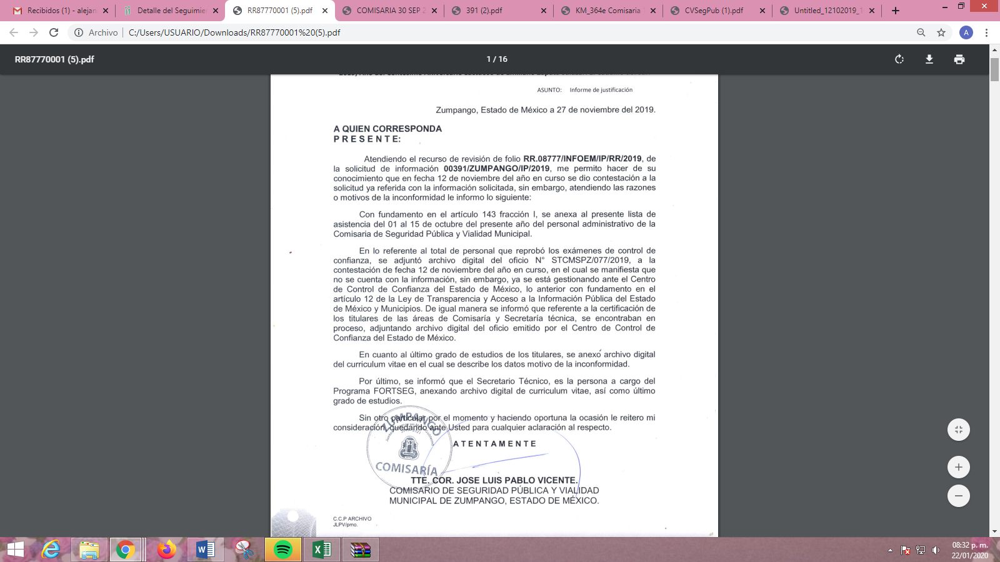 Recibidos (1) - aleja
Detalle del Seguimie
RR87770001 (5).pdf
COMISARIA 30 SEP 2
391 (2).pdf
KM_364e Comisaria
CVSegPub (1).pdf
Untitled_12102019_1
A
Archivo
C:/Users/USUARIO/Downloads/RR87770001%20(5).pdf
RR87770001 (5).pdf
1 / 16
ASUNTO: Informe de justificación
Zumpango, Estado de México a 27 de noviembre del 2019.
A QUIEN CORRESPONDA
P R E S E N T E:
Atendiendo el recurso de revisión de folio RR.08777/INFOEM/IP/RR/2019, de
la solicitud de información 00391/ZUMPANGO/IP/2019, me permito hacer de su
conocimiento que en fecha 12 de noviembre del año en curso se dio contestación a la
solicitud ya referida con la información solicitada, sin embargo, atendiendo las razones
o motivos de la inconformidad le informo lo siguiente:
Con fundamento en el artículo 143 fracción I, se anexa al presente lista de
asistencia del 01 al 15 de octubre del presente año del personal administrativo de la
Comisaria de Seguridad Pública y Vialidad Municipal.
En lo referente al total de personal que reprobó los exámenes de control de
confianza, se adjuntó archivo digital del oficio N° STCMSPZ/077/2019, a la
contestación de fecha 12 de noviembre del año en curso, en el cual se manifiesta que
no se cuenta con la información, sin embargo, ya se está gestionando ante el Centro
de Control de Confianza del Estado de México, lo anterior con fundamento en el
artículo 12 de la Ley de Transparencia y Acceso a la Información Pública del Estado
de México y Municipios. De igual manera se informó que referente a la certificación de
los titulares de las áreas de Comisaría y Secretaría técnica, se encontraban en
proceso, adjuntando archivo digital del oficio emitido por el Centro de Control de
Confianza del Estado de México.
En cuanto al último grado de estudios de los titulares, se anexó archivo digital
del curriculum vitae en el cual se describe los datos motivo de la inconformidad.
Por último, se informó que el Secretario Técnico, es la persona a cargo del
Programa FORTSEG, anexando archivo digital de curriculum vitae, así como último
grado de estudios.
Sin otro particular por el momento y haciendo oportuna la ocasión le reitero mi
consideración, quedando ante Usted para cualquier aclaración al respecto.
ZUMPANGO
COMISARÍA
A T E N T A M E N T E
TTE. COR. JOSE LUIS PABLO VICENTE.
COMISARIO DE SEGURIDAD PÚBLICA Y VIALIDAD
MUNICIPAL DE ZUMPANGO, ESTADO DE MÉXICO.
C.C.P ARCHIVO
JLPV/pmo.
08:32 p. m.
22/01/2020